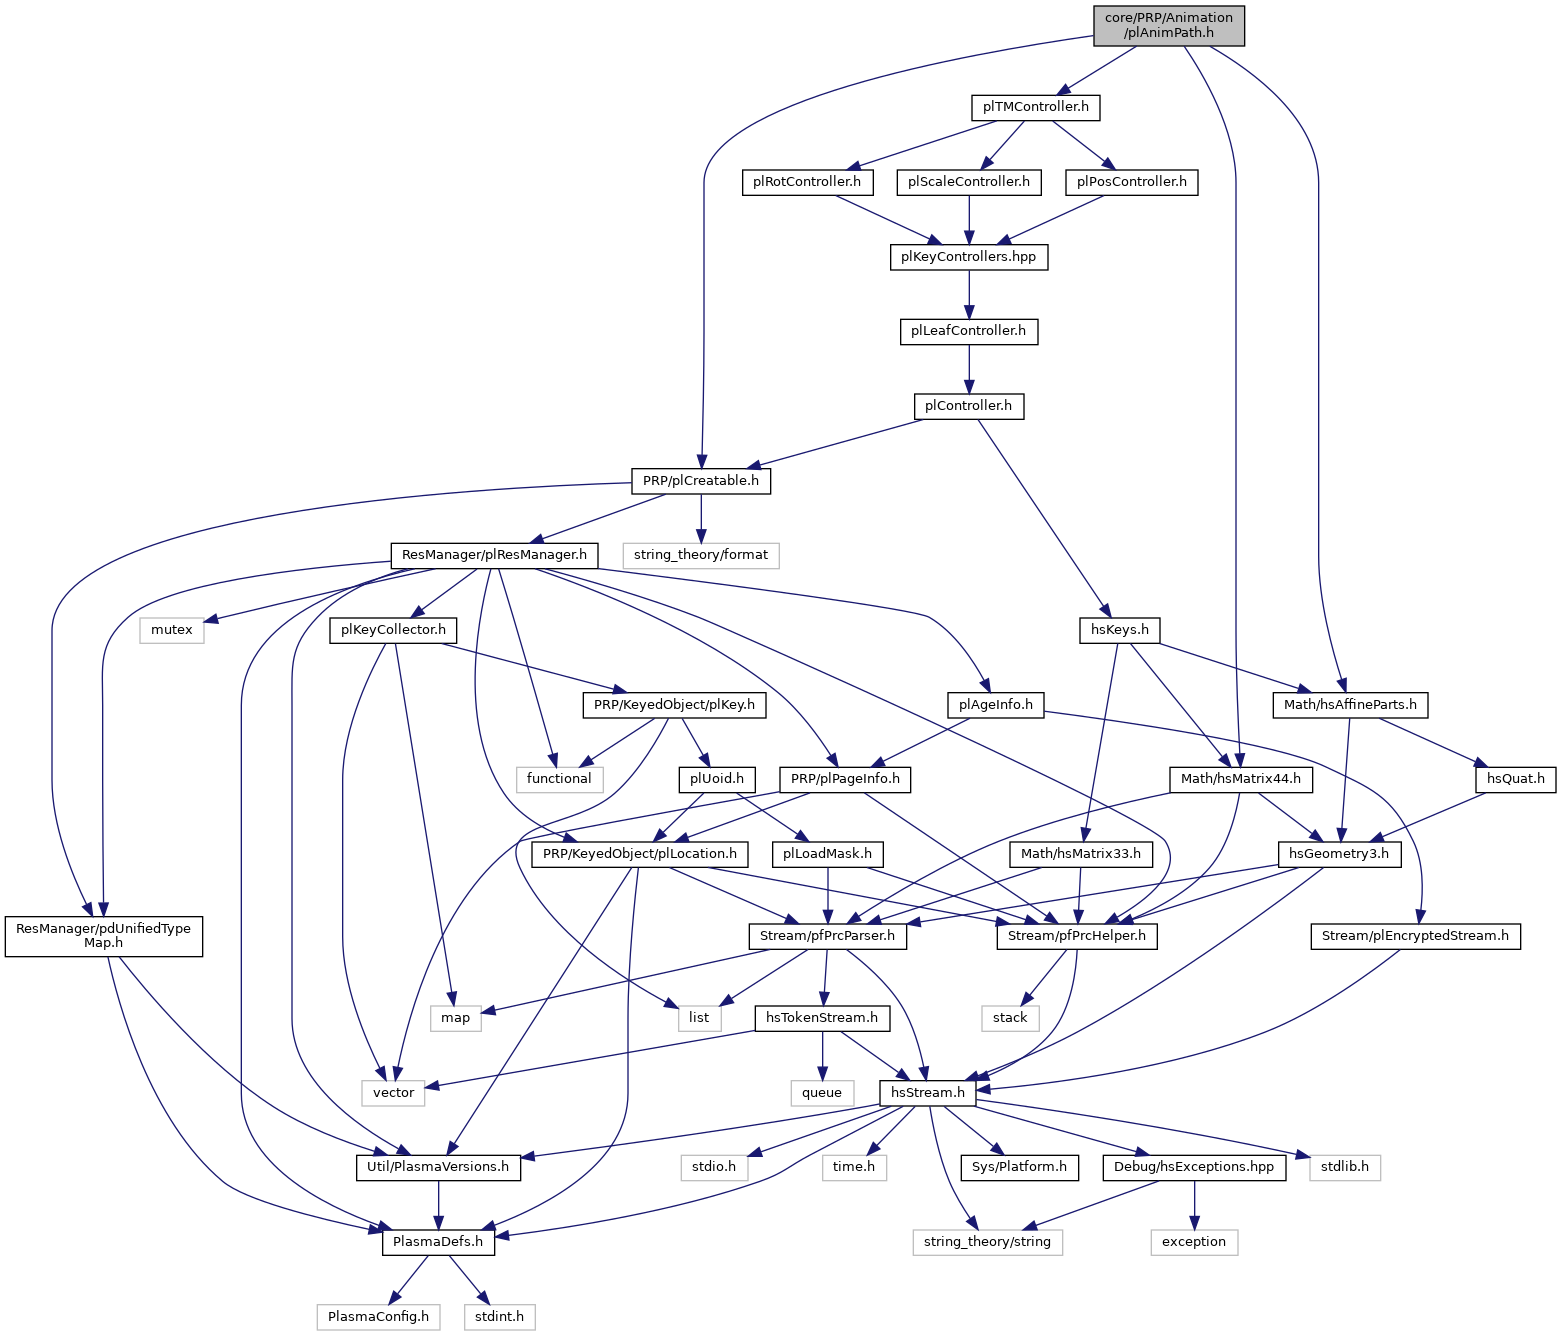 core/PRP/Animation
/plAnimPath.h
plTMController.h
plRotController.h
plScaleController.h
plPosController.h
plKeyControllers.hpp
plLeafController.h
plController.h
PRP/plCreatable.h
ResManager/plResManager.h
string_theory/format
mutex
plKeyCollector.h
hsKeys.h
PRP/KeyedObject/plKey.h
plAgeInfo.h
Math/hsAffineParts.h
functional
plUoid.h
PRP/plPageInfo.h
Math/hsMatrix44.h
hsQuat.h
PRP/KeyedObject/plLocation.h
plLoadMask.h
Math/hsMatrix33.h
hsGeometry3.h
ResManager/pdUnifiedType
Map.h
Stream/pfPrcParser.h
Stream/pfPrcHelper.h
Stream/plEncryptedStream.h
map
list
hsTokenStream.h
stack
vector
queue
hsStream.h
Util/PlasmaVersions.h
stdio.h
time.h
Sys/Platform.h
Debug/hsExceptions.hpp
stdlib.h
PlasmaDefs.h
string_theory/string
exception
PlasmaConfig.h
stdint.h